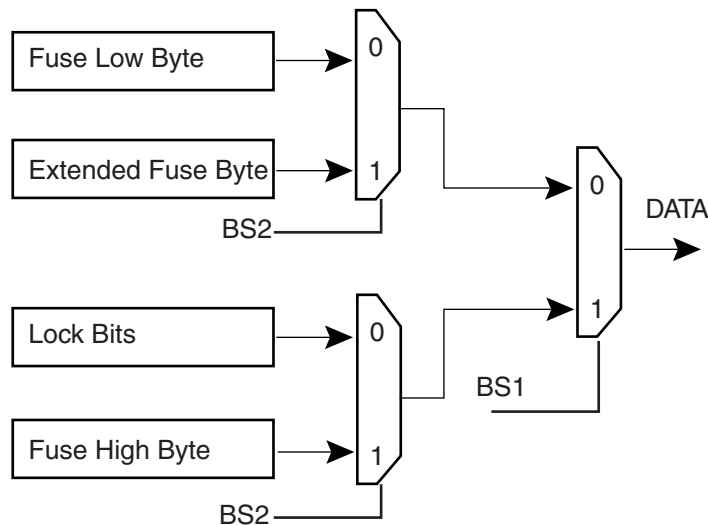 Fuse Low Byte
0
Extended Fuse Byte
1
BS2
0
DATA
1
Lock Bits
0
BS1
Fuse High Byte
1
BS2